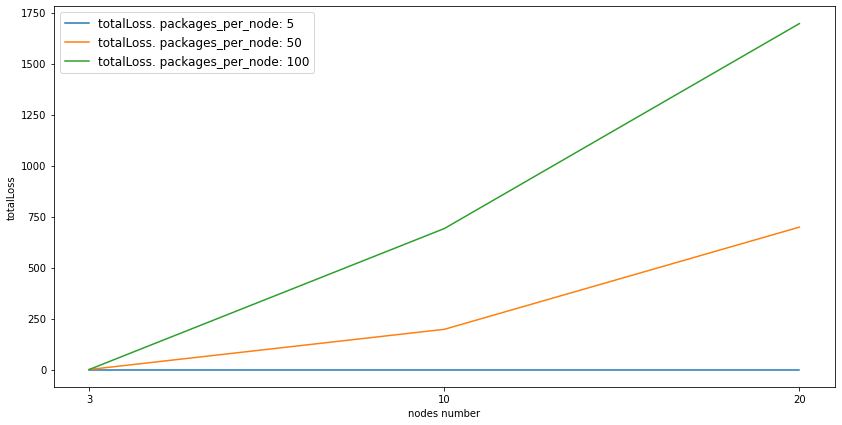 totalLoss. packages_per_node: 5
totalLoss. packages_per_node: 50
totalLoss. packages_per_node: 100
1750
1500
1250
1000
750
500
250
0
totalLoss
3 10 20
nodes number